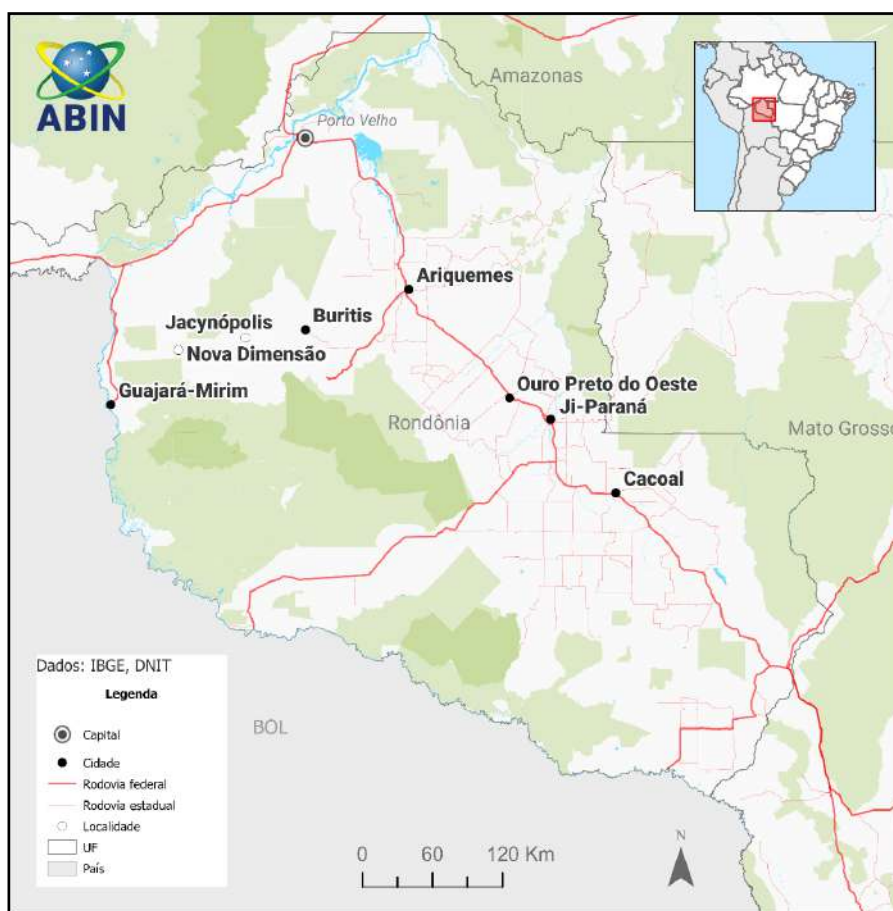 ABIN
Amazonas
Porto Velho
Ariquemes
Buritis
Jacynópolis
Nova Dimensão
Guajará-Mirim
Ouro Preto do Oeste
Ji-Paraná
Rondônia
Mato Grosso
Cacoal
Dados: IBGE, DNIT
Legenda
Capital
Cidade
Rodovia federal
Rodovia estadual
Localidade
UF
País
BOL
N
0 60 120 Km